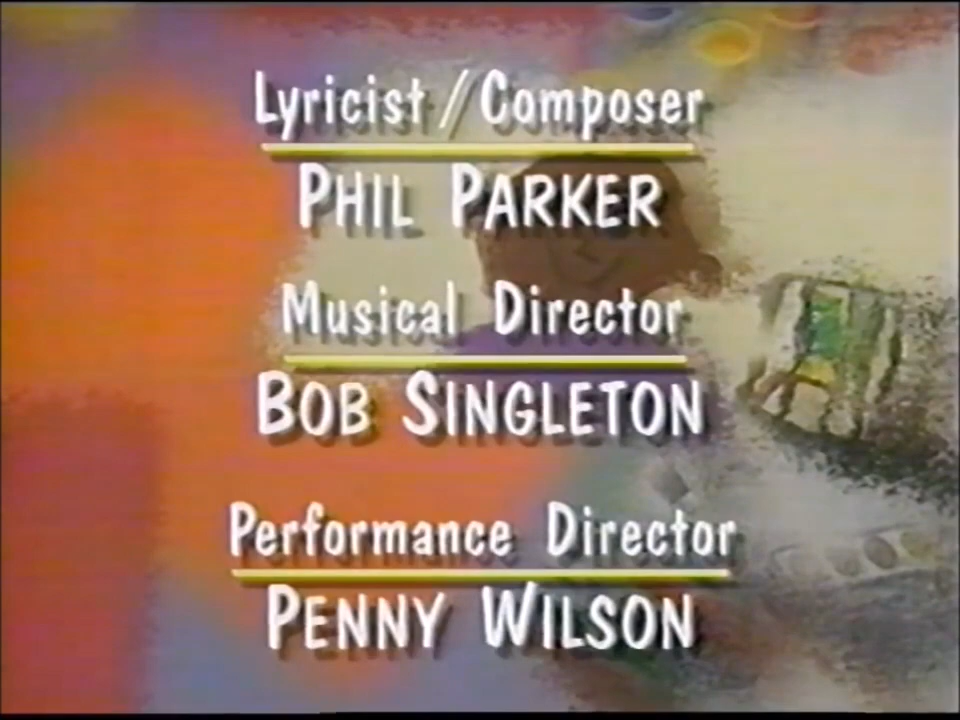 Lyricist/Composer
PHIL PARKER
Musical Director
BOB SINGLETON
Performance Director
PENNY WILSON